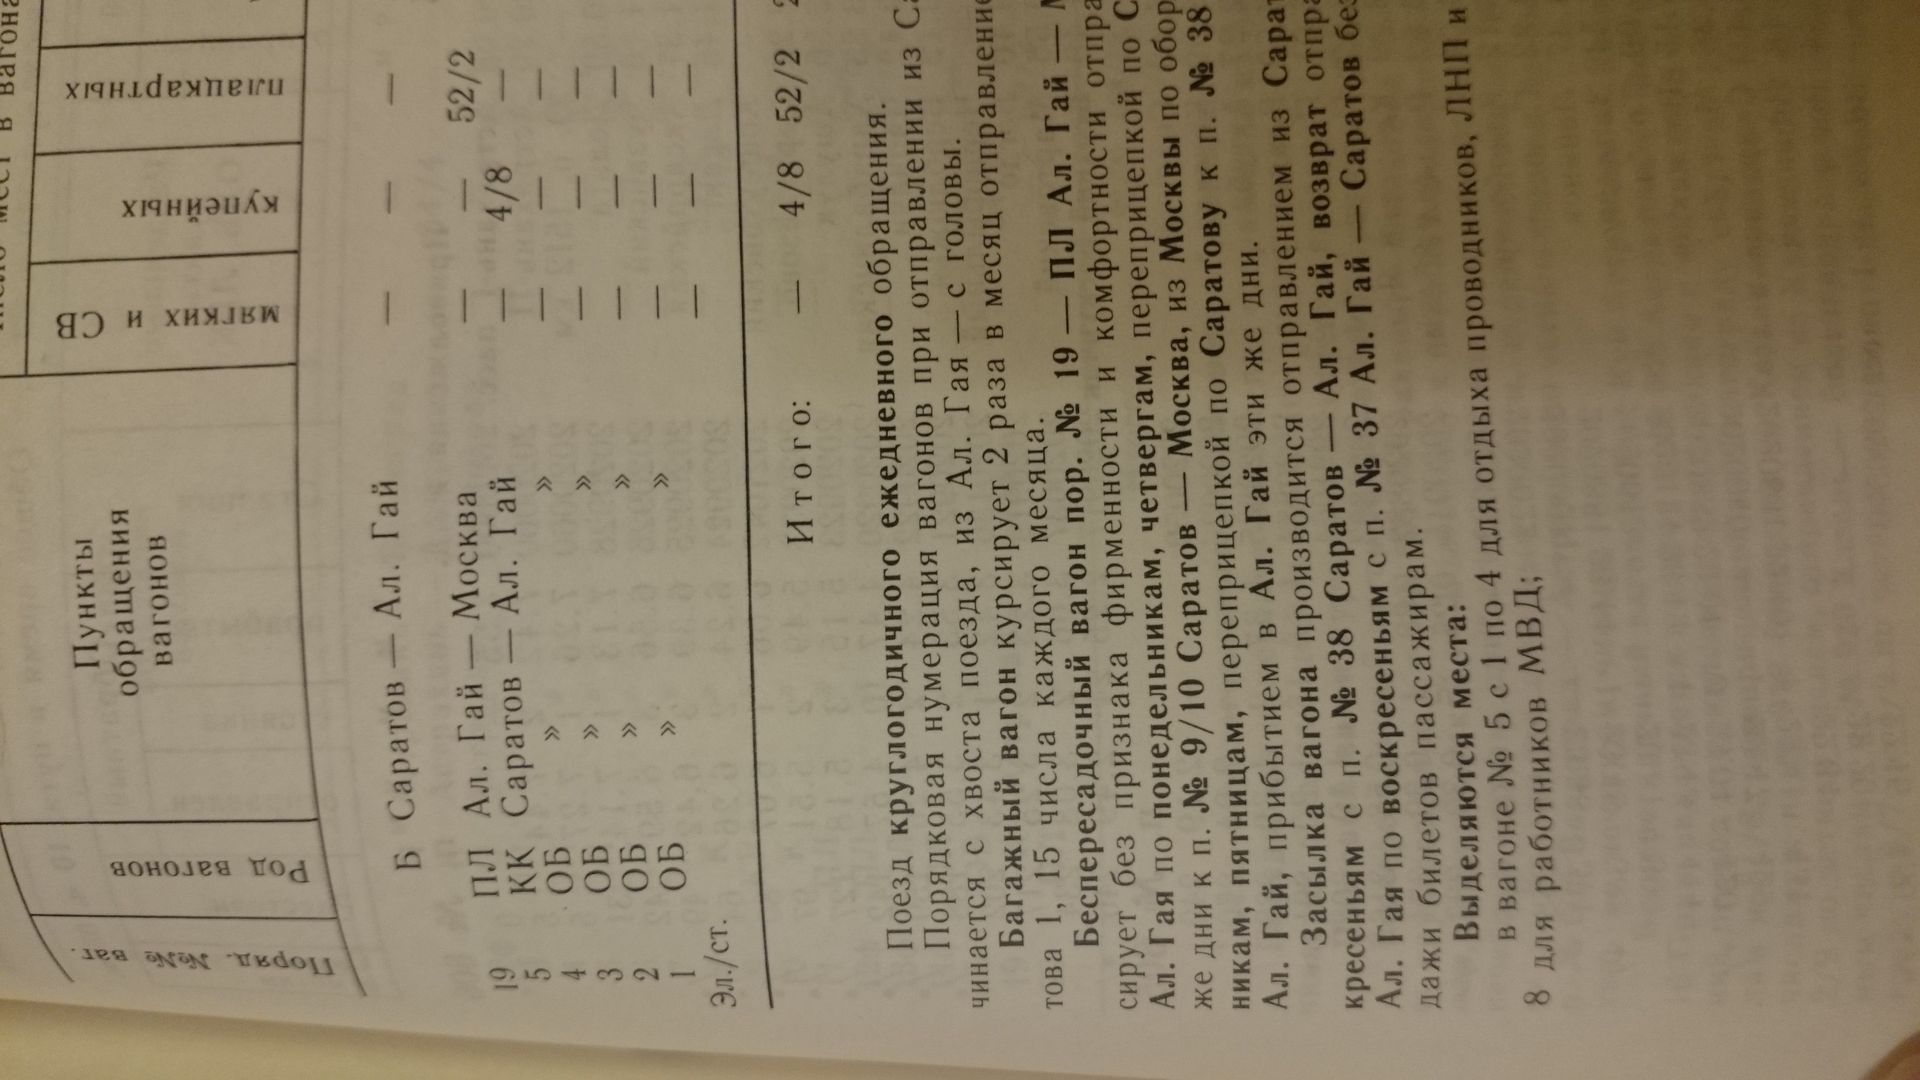 мест в вагона
Поряд. №№ ваг.
Род вагонов
Пункты
обращения
вагонов
мягких и СВ
купейных
плацкартных
Б Саратов — Ал. Гай — — —
19 ПЛ Ал. Гай — Москва — — 52/2
5 КК Саратов — Ал. Гай — 4/8 —
4 ОБ » » — — —
3 ОБ » » — — —
2 ОБ » » — — —
1 ОБ » » — — —
Эл./ст.
Итого: — 4/8 52/2
Поезд круглогодичного ежедневного обращения.
Порядковая нумерация вагонов при отправлении из Са
чинается с хвоста поезда, из Ал. Гая — с головы.
Багажный вагон курсирует 2 раза в месяц отправление
това 1, 15 числа каждого месяца.
Беспересадочный вагон пор. № 19 — ПЛ Ал. Гай —
сирует без признака фирменности и комфортности отпра
Ал. Гая по понедельникам, четвергам, переприцепкой по С
же дни к п. № 9/10 Саратов — Москва, из Москвы по обор
никам, пятницам, переприцепкой по Саратову к п. № 38
Ал. Гай, прибытием в Ал. Гай эти же дни.
Засылка вагона производится отправлением из Сарат
кресеньям с п. № 38 Саратов — Ал. Гай, возврат отпра
Ал. Гая по воскресеньям с п. № 37 Ал. Гай — Саратов без
дажи билетов пассажирам.
Выделяются места:
в вагоне № 5 с 1 по 4 для отдыха проводников, ЛНП и
8 для работников МВД;